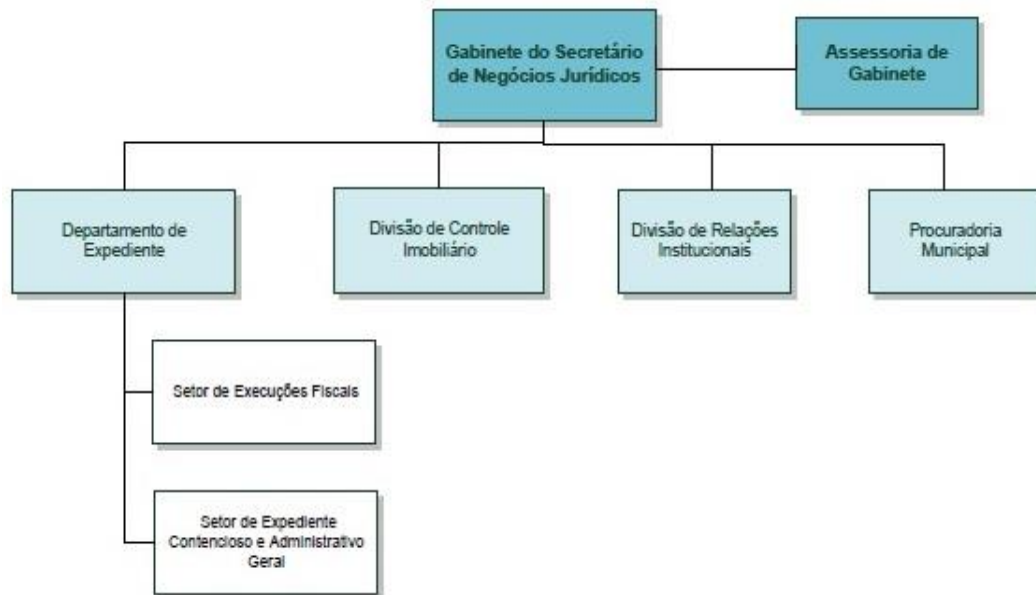 Gabinete do Secretário
de Negócios Jurídicos
Assessoria de
Gabinete
Departamento de
Expediente
Divisão de Controle
Imobiliário
Divisão de Relações
Institucionais
Procuradoria
Municipal
Setor de Execuções Fiscais
Setor de Expediente
Contencioso e Administrativo
Geral